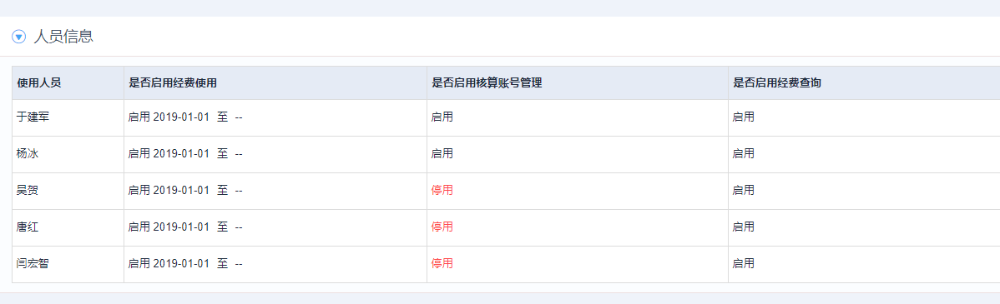 人员信息
使用人员 是否启用经费使用 是否启用核算账号管理 是否启用经费查询
于建军 启用 2019-01-01 至 -- 启用 启用
杨冰 启用 2019-01-01 至 -- 启用 启用
吴贺 启用 2019-01-01 至 -- 停用 启用
唐红 启用 2019-01-01 至 -- 停用 启用
闫宏智 启用 2019-01-01 至 -- 停用 启用